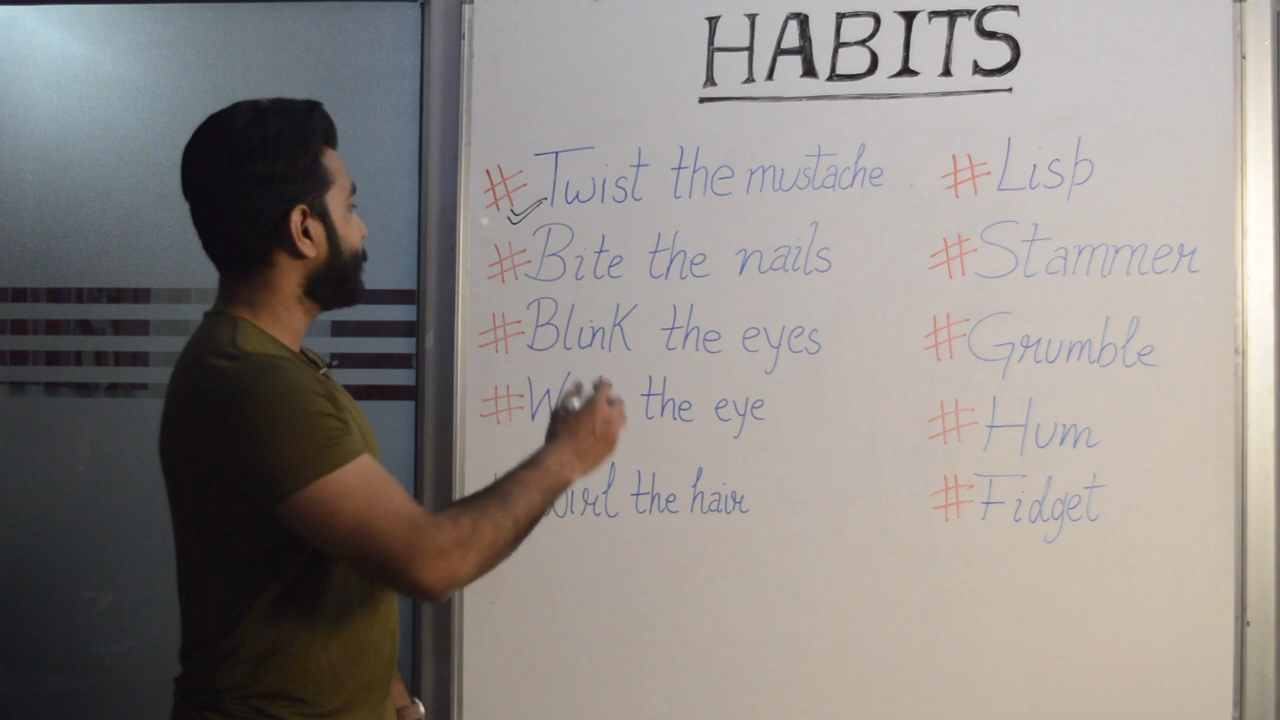 HABITS
# Twist the mustache
# Bite the nails
# Blink the eyes
# the eye
the hair
# Lisp
# Stammer
# Grumble
# Hum
# Fidget